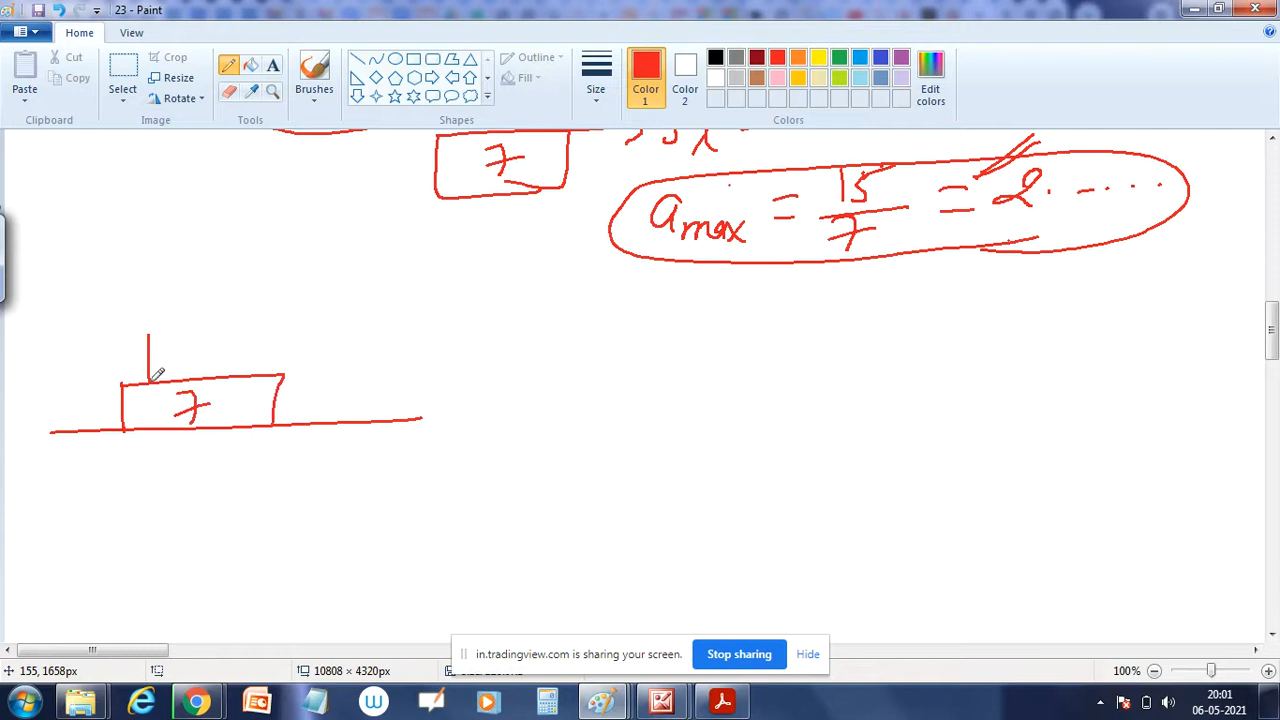 23 - Paint
Home View
Paste
Cut
Copy
Clipboard
Select
Crop
Resize
Rotate
Image
A
Tools
Brushes
Shapes
Outline
Fill
Size
Color 1
Color 2
Edit colors
Colors
7
amax = 15/7 = 2. - . . . .
7
in.tradingview.com is sharing your screen. Stop sharing Hide
155, 1658px
10808 × 4320px
100%
20:01
06-05-2021